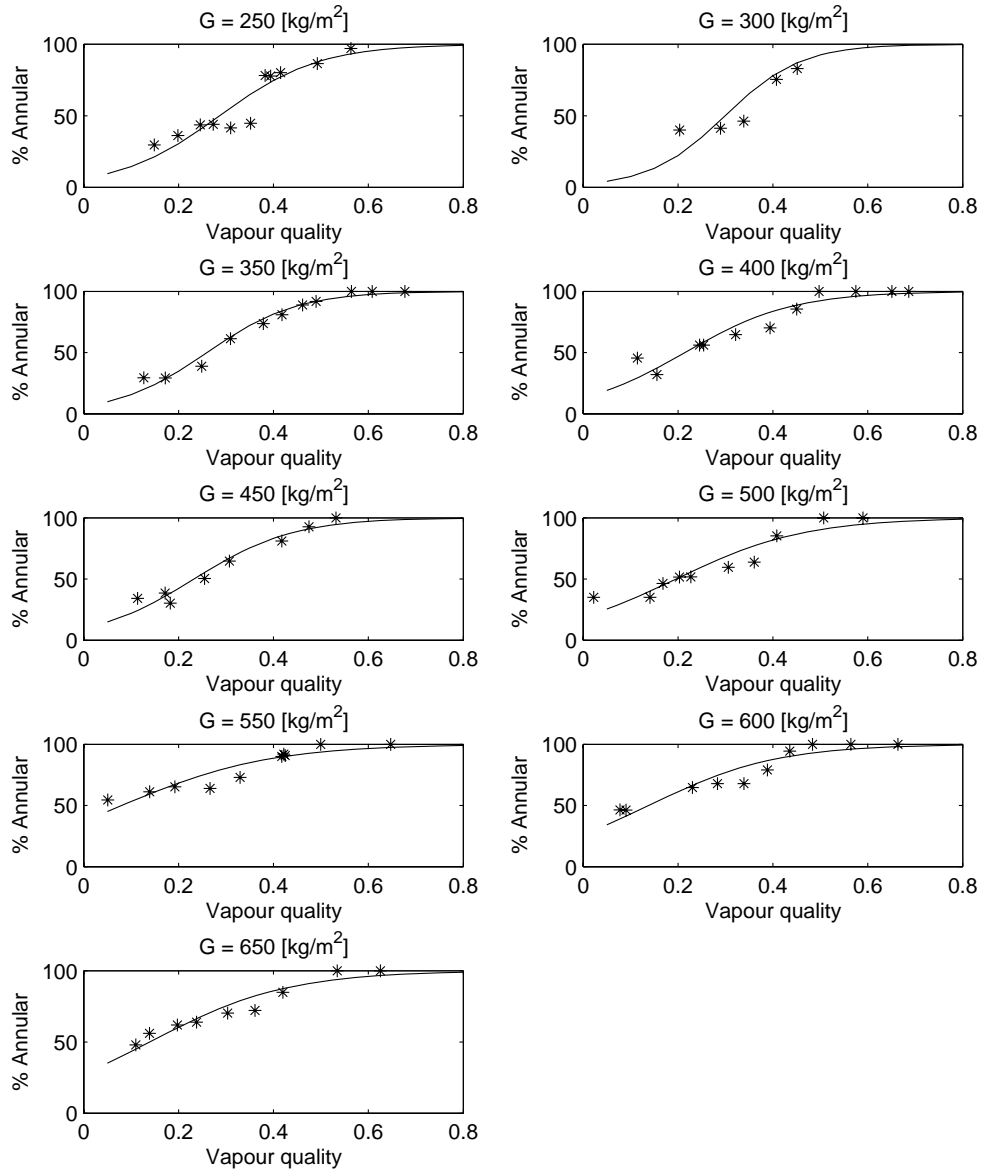 G = 250 [kg/m²]
% Annular
100
50
0
0 0.2 0.4 0.6 0.8
Vapour quality
G = 300 [kg/m²]
% Annular
100
50
0
0 0.2 0.4 0.6 0.8
Vapour quality
G = 350 [kg/m²]
% Annular
100
50
0
0 0.2 0.4 0.6 0.8
Vapour quality
G = 400 [kg/m²]
% Annular
100
50
0
0 0.2 0.4 0.6 0.8
Vapour quality
G = 450 [kg/m²]
% Annular
100
50
0
0 0.2 0.4 0.6 0.8
Vapour quality
G = 500 [kg/m²]
% Annular
100
50
0
0 0.2 0.4 0.6 0.8
Vapour quality
G = 550 [kg/m²]
% Annular
100
50
0
0 0.2 0.4 0.6 0.8
Vapour quality
G = 600 [kg/m²]
% Annular
100
50
0
0 0.2 0.4 0.6 0.8
Vapour quality
G = 650 [kg/m²]
% Annular
100
50
0
0 0.2 0.4 0.6 0.8
Vapour quality